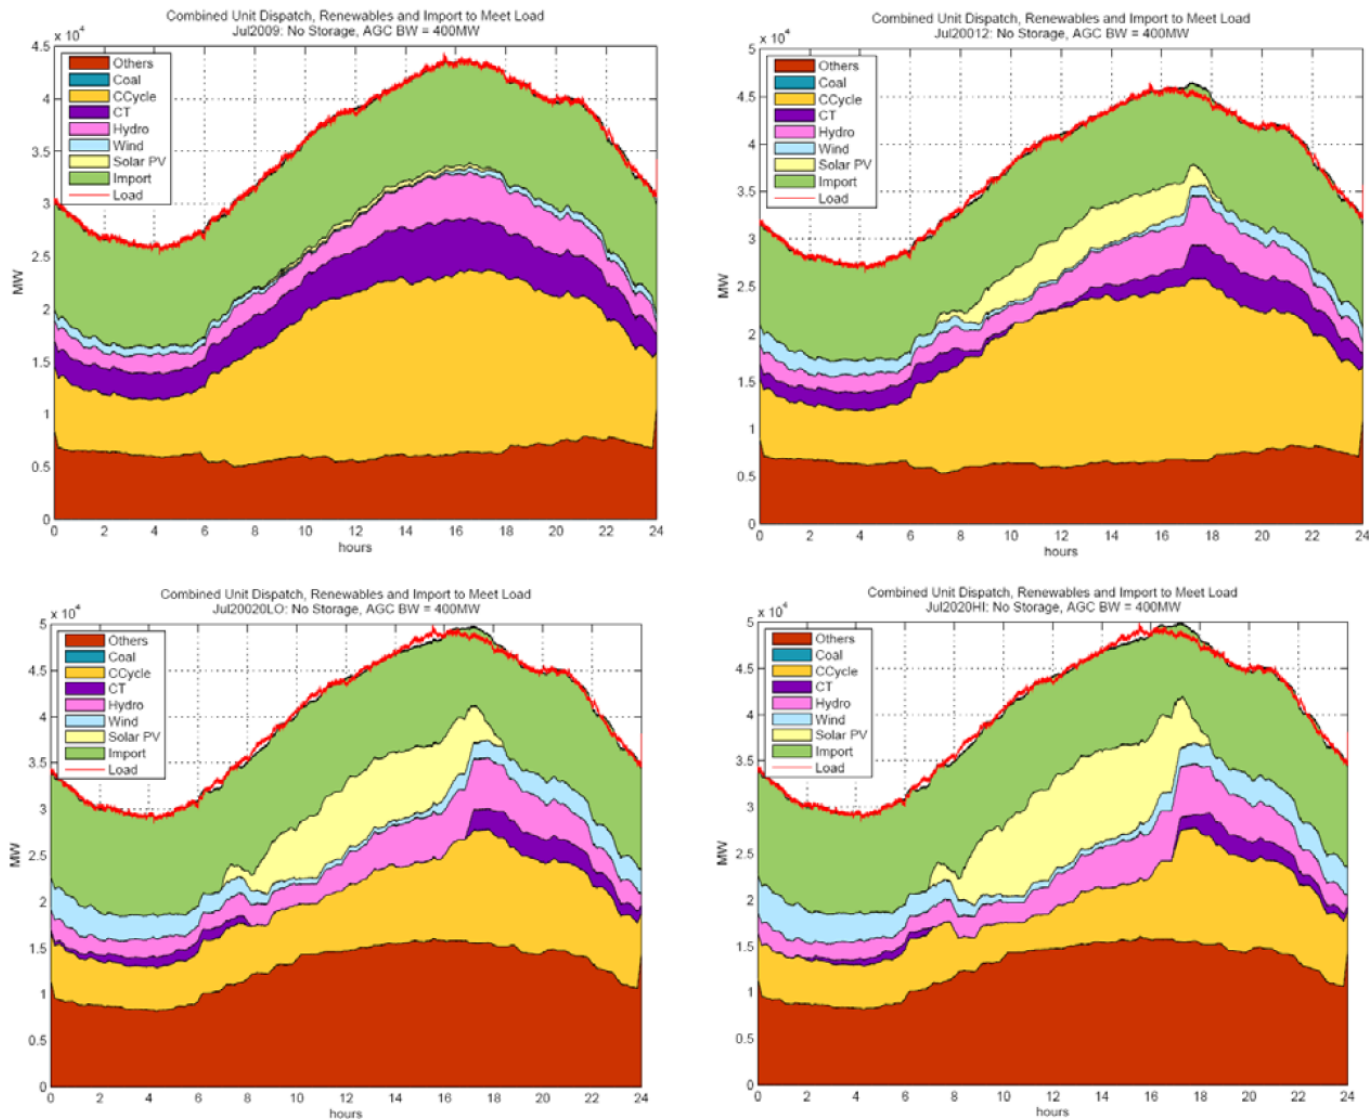 Combined Unit Dispatch, Renewables and Import to Meet Load
Jul2009: No Storage, AGC BW = 400MW
x 10⁴
4.5
4
3.5
3
2.5
2
1.5
1
0.5
0
MW
Others
Coal
CCycle
CT
Hydro
Wind
Solar PV
Import
Load
0 2 4 6 8 10 12 14 16 18 20 22 24
hours
Combined Unit Dispatch, Renewables and Import to Meet Load
Jul20012: No Storage, AGC BW = 400MW
x 10⁴
5
4.5
4
3.5
3
2.5
2
1.5
1
0.5
0
MW
Others
Coal
CCycle
CT
Hydro
Wind
Solar PV
Import
Load
0 2 4 6 8 10 12 14 16 18 20 22 24
hours
Combined Unit Dispatch, Renewables and Import to Meet Load
Jul20020LO: No Storage, AGC BW = 400MW
x 10⁴
5
4.5
4
3.5
3
2.5
2
1.5
1
0.5
0
MW
Others
Coal
CCycle
CT
Hydro
Wind
Solar PV
Import
Load
0 2 4 6 8 10 12 14 16 18 20 22 24
hours
Combined Unit Dispatch, Renewables and Import to Meet Load
Jul2020HI: No Storage, AGC BW = 400MW
x 10⁴
5
4.5
4
3.5
3
2.5
2
1.5
1
0.5
0
MW
Others
Coal
CCycle
CT
Hydro
Wind
Solar PV
Import
Load
0 2 4 6 8 10 12 14 16 18 20 22 24
hours